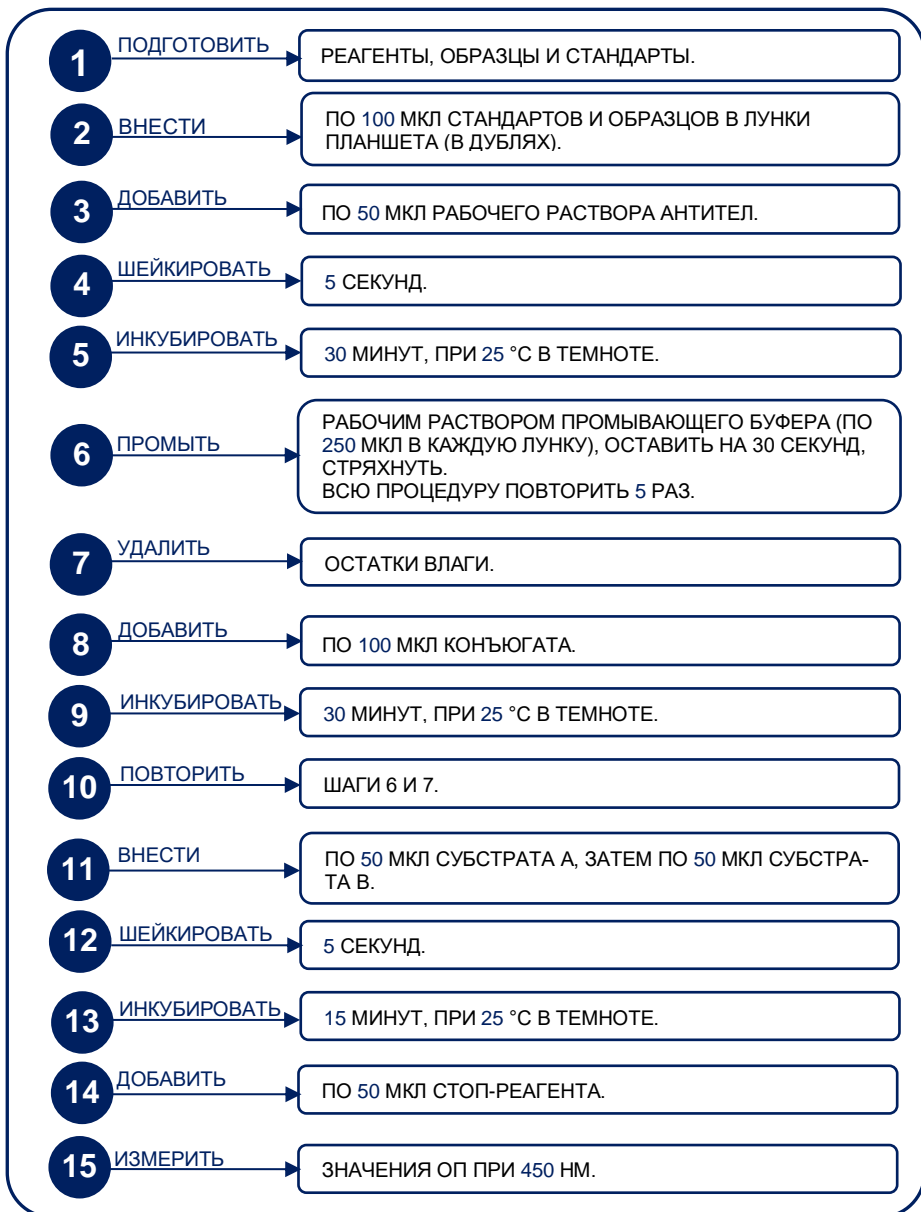 1 ПОДГОТОВИТЬ РЕАГЕНТЫ, ОБРАЗЦЫ И СТАНДАРТЫ.
2 ВНЕСТИ ПО 100 МКЛ СТАНДАРТОВ И ОБРАЗЦОВ В ЛУНКИ
ПЛАНШЕТА (В ДУБЛЯХ).
3 ДОБАВИТЬ ПО 50 МКЛ РАБОЧЕГО РАСТВОРА АНТИТЕЛ.
4 ШЕЙКИРОВАТЬ 5 СЕКУНД.
5 ИНКУБИРОВАТЬ 30 МИНУТ, ПРИ 25 °С В ТЕМНОТЕ.
6 ПРОМЫТЬ РАБОЧИМ РАСТВОРОМ ПРОМЫВАЮЩЕГО БУФЕРА (ПО
250 МКЛ В КАЖДУЮ ЛУНКУ), ОСТАВИТЬ НА 30 СЕКУНД,
СТРЯХНУТЬ.
ВСЮ ПРОЦЕДУРУ ПОВТОРИТЬ 5 РАЗ.
7 УДАЛИТЬ ОСТАТКИ ВЛАГИ.
8 ДОБАВИТЬ ПО 100 МКЛ КОНЪЮГАТА.
9 ИНКУБИРОВАТЬ 30 МИНУТ, ПРИ 25 °С В ТЕМНОТЕ.
10 ПОВТОРИТЬ ШАГИ 6 И 7.
11 ВНЕСТИ ПО 50 МКЛ СУБСТРАТА А, ЗАТЕМ ПО 50 МКЛ СУБСТРА-
ТА В.
12 ШЕЙКИРОВАТЬ 5 СЕКУНД.
13 ИНКУБИРОВАТЬ 15 МИНУТ, ПРИ 25 °С В ТЕМНОТЕ.
14 ДОБАВИТЬ ПО 50 МКЛ СТОП-РЕАГЕНТА.
15 ИЗМЕРИТЬ ЗНАЧЕНИЯ ОП ПРИ 450 НМ.